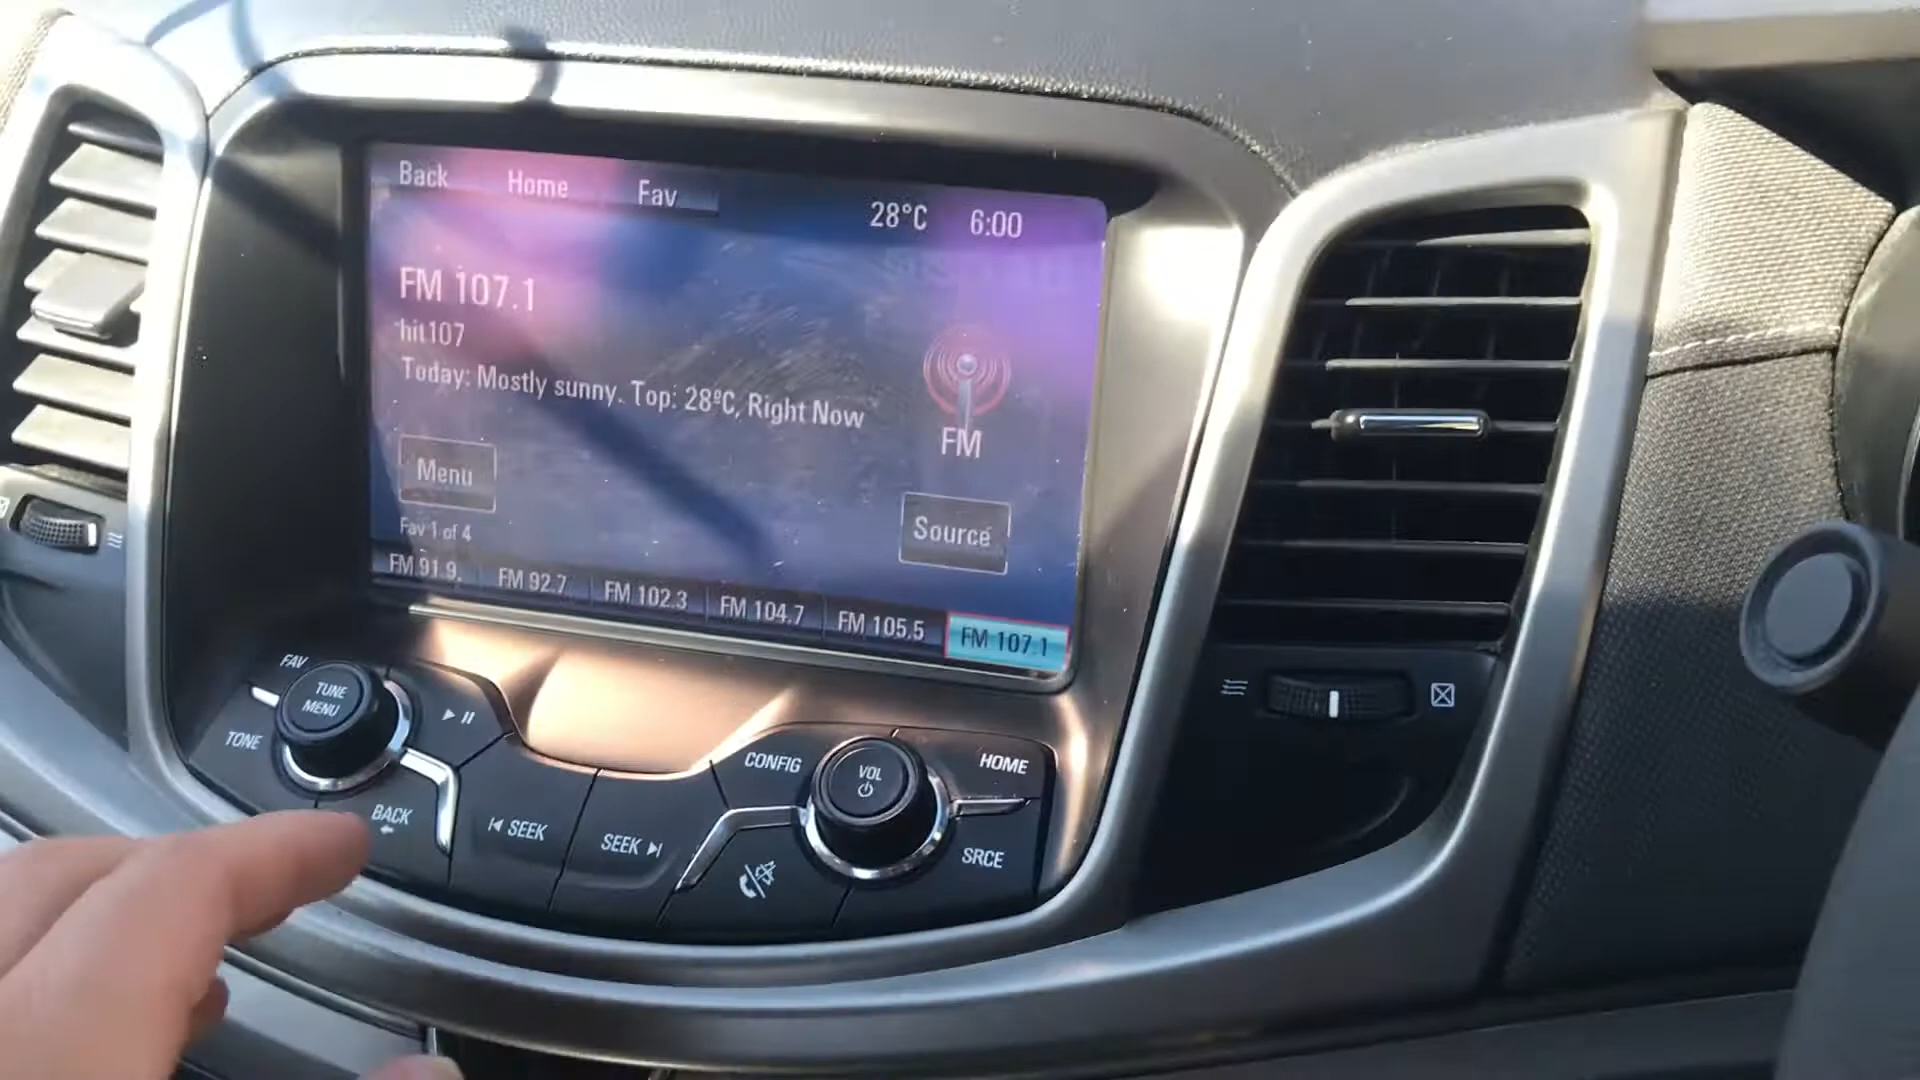 Back Home Fav 28°C 6:00
FM 107.1
hit107
Today: Mostly sunny. Top: 28ºC, Right Now
FM
Menu
Source
Fav 1 of 4
FM 91.9. FM 92.7 FM 102.3 FM 104.7 FM 105.5 FM 107.1
FAV
TUNE
MENU
TONE
BACK
SEEK
SEEK
CONFIG
VOL
HOME
SRCE